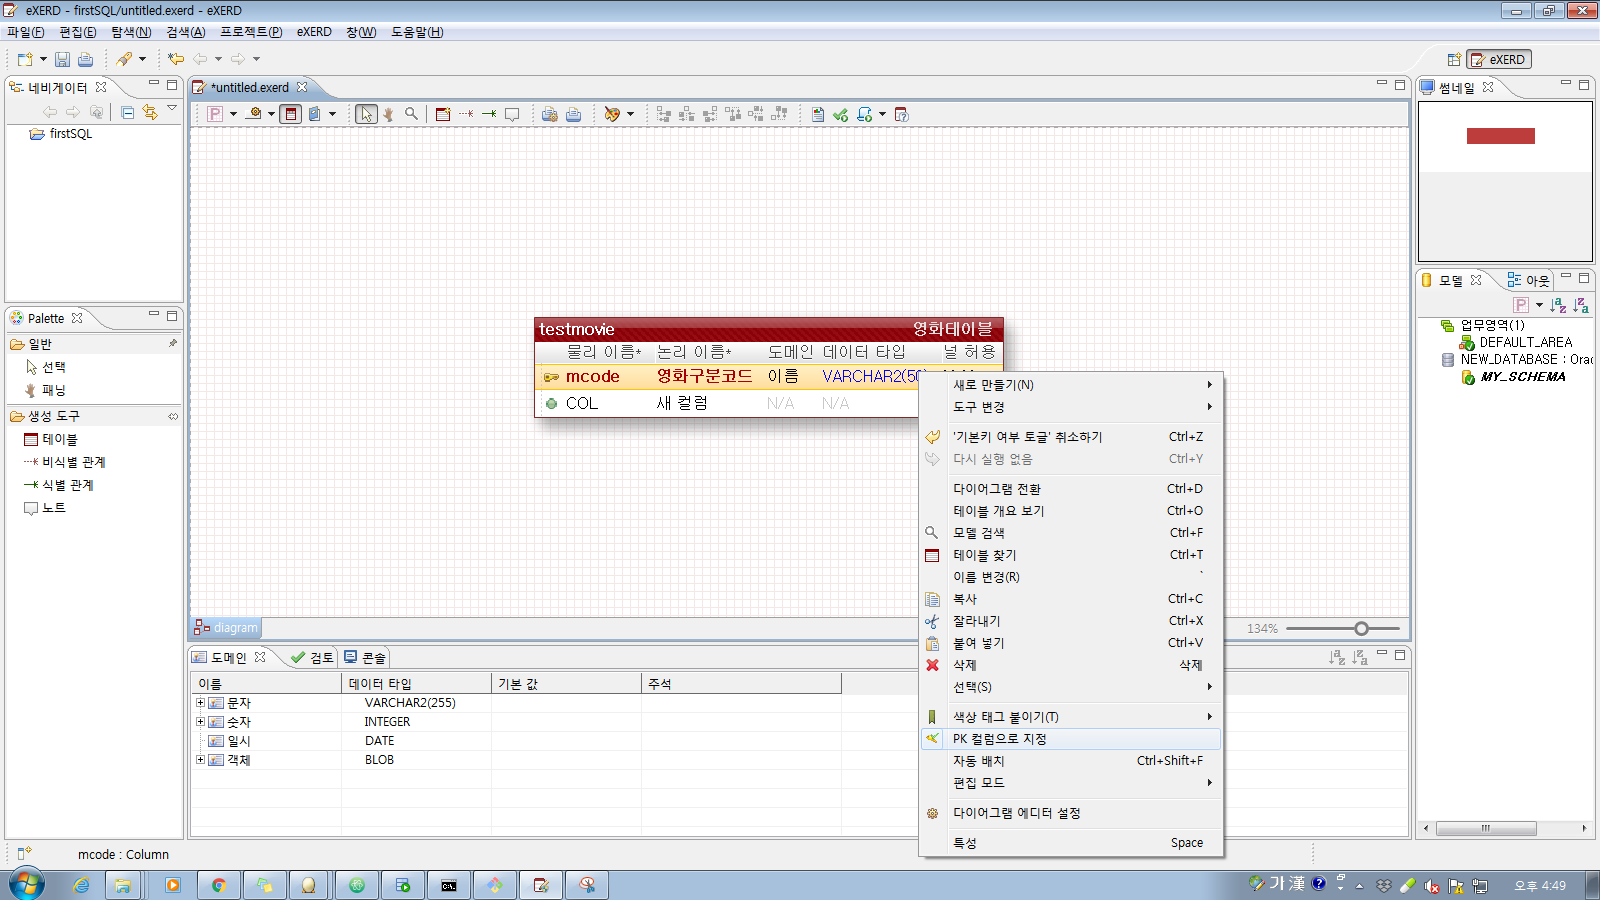 eXERD - firstSQL/untitled.exerd - eXERD
파일(F) 편집(E) 탐색(N) 검색(A) 프로젝트(P) eXERD 창(W) 도움말(H)
eXERD
네비게이터
firstSQL
*untitled.exerd
썸네일
testmovie 영화테이블
물리 이름* 논리 이름* 도메인 데이터 타입 널 허용
mcode 영화구분코드 이름 VARCHAR2(50)
COL 새 컬럼 N/A N/A
Palette
일반
선택
패닝
생성 도구
테이블
비식별 관계
식별 관계
노트
새로 만들기(N)
도구 변경
'기본키 여부 토글' 취소하기 Ctrl+Z
다시 실행 없음 Ctrl+Y
다이어그램 전환 Ctrl+D
테이블 개요 보기 Ctrl+O
모델 검색 Ctrl+F
테이블 찾기 Ctrl+T
이름 변경(R) `
복사 Ctrl+C
잘라내기 Ctrl+X
붙여 넣기 Ctrl+V
삭제 삭제
선택(S)
색상 태그 붙이기(T)
PK 컬럼으로 지정
자동 배치 Ctrl+Shift+F
편집 모드
다이어그램 에디터 설정
특성 Space
모델 아웃
업무영역(1)
DEFAULT_AREA
NEW_DATABASE : Orac
MY_SCHEMA
diagram
134%
도메인 검토 콘솔
이름 데이터 타입 기본 값 주석
문자 VARCHAR2(255)
숫자 INTEGER
일시 DATE
객체 BLOB
mcode : Column
가 漢
오후 4:49